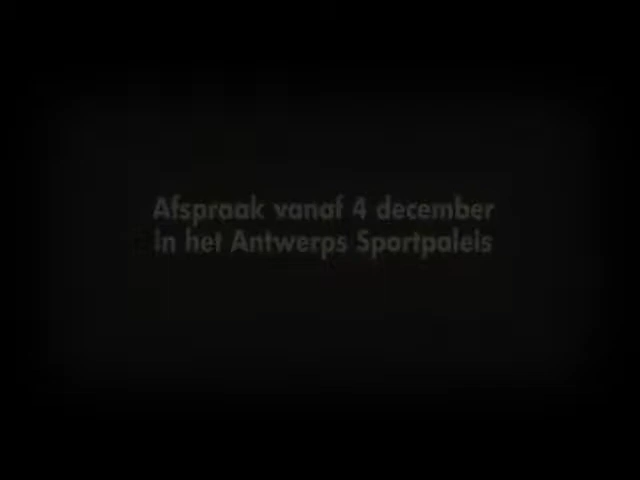 Afspraak vanaf 4 december
in het Antwerps Sportpaleis